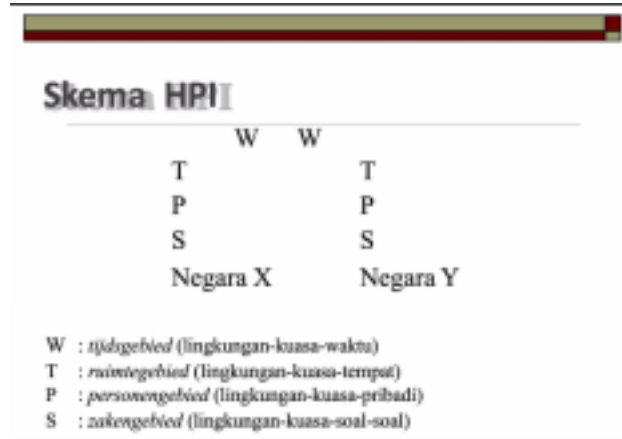 Skema HPI
W W
T T
P P
S S
Negara X Negara Y
W : tijdsgebied (lingkungan-kuasa-waktu)
T : ruimtegebied (lingkungan-kuasa-tempat)
P : personengebied (lingkungan-kuasa-pribadi)
S : zakengebied (lingkungan-kuasa-soal-soal)